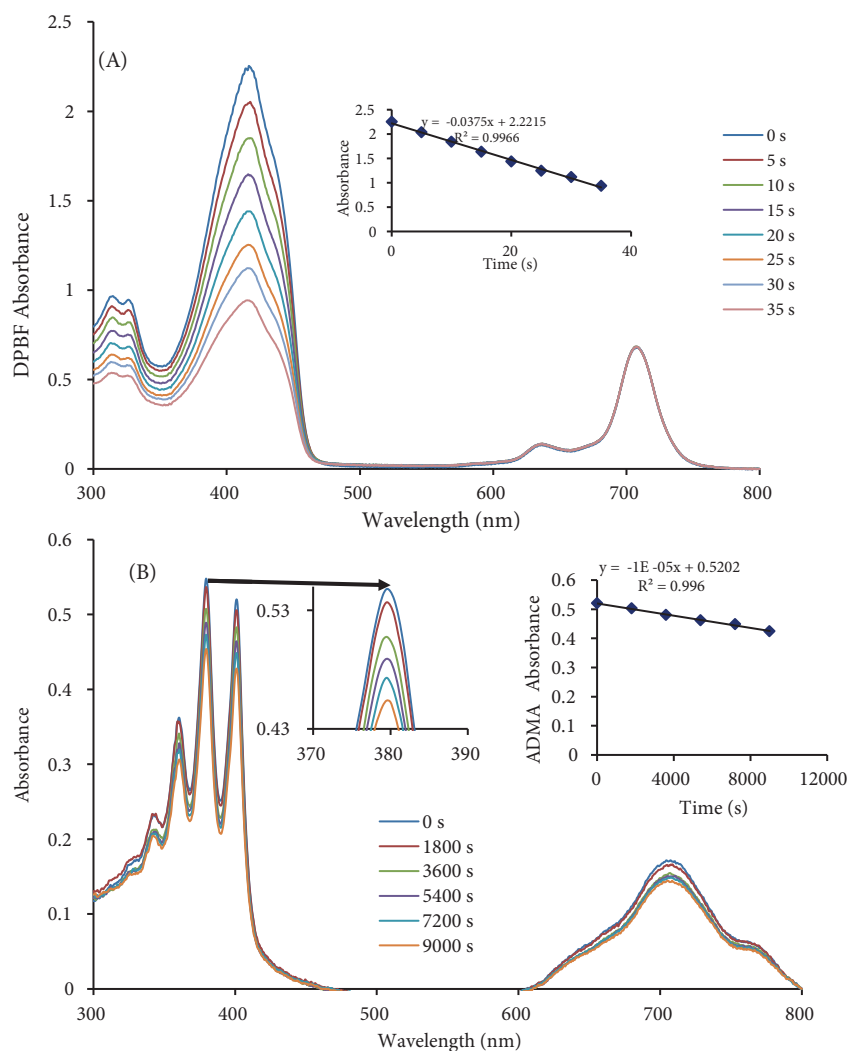 (A)
2.5
2
1.5
1
0.5
0
DPBF Absorbance
300 400 500 600 700 800
Wavelength (nm)
y = -0.0375x + 2.2215
R² = 0.9966
2.5
2
1.5
1
0.5
0
Absorbance
0 20 40
Time (s)
0 s
5 s
10 s
15 s
20 s
25 s
30 s
35 s
(B)
0.6
0.5
0.4
0.3
0.2
0.1
0
Absorbance
300 400 500 600 700 800
Wavelength (nm)
0.53
0.43
370 380 390
y = -1E -05x + 0.5202
R² = 0.996
0.6
0.5
0.4
0.3
0.2
0.1
0
ADMA Absorbance
0 4000 8000 12000
Time (s)
0 s
1800 s
3600 s
5400 s
7200 s
9000 s